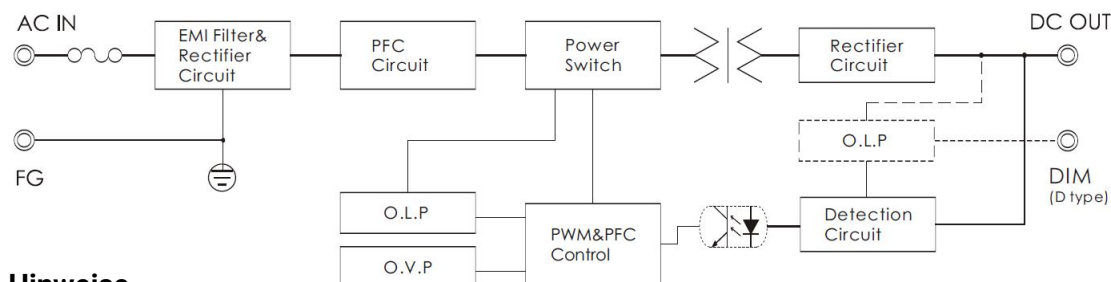 AC IN
DC OUT
EMI Filter&
Rectifier
Circuit
PFC
Circuit
Power
Switch
Rectifier
Circuit
O.L.P
FG
DIM
(D type)
O.L.P
PWM&PFC
Control
Detection
Circuit
O.V.P
Hinweise